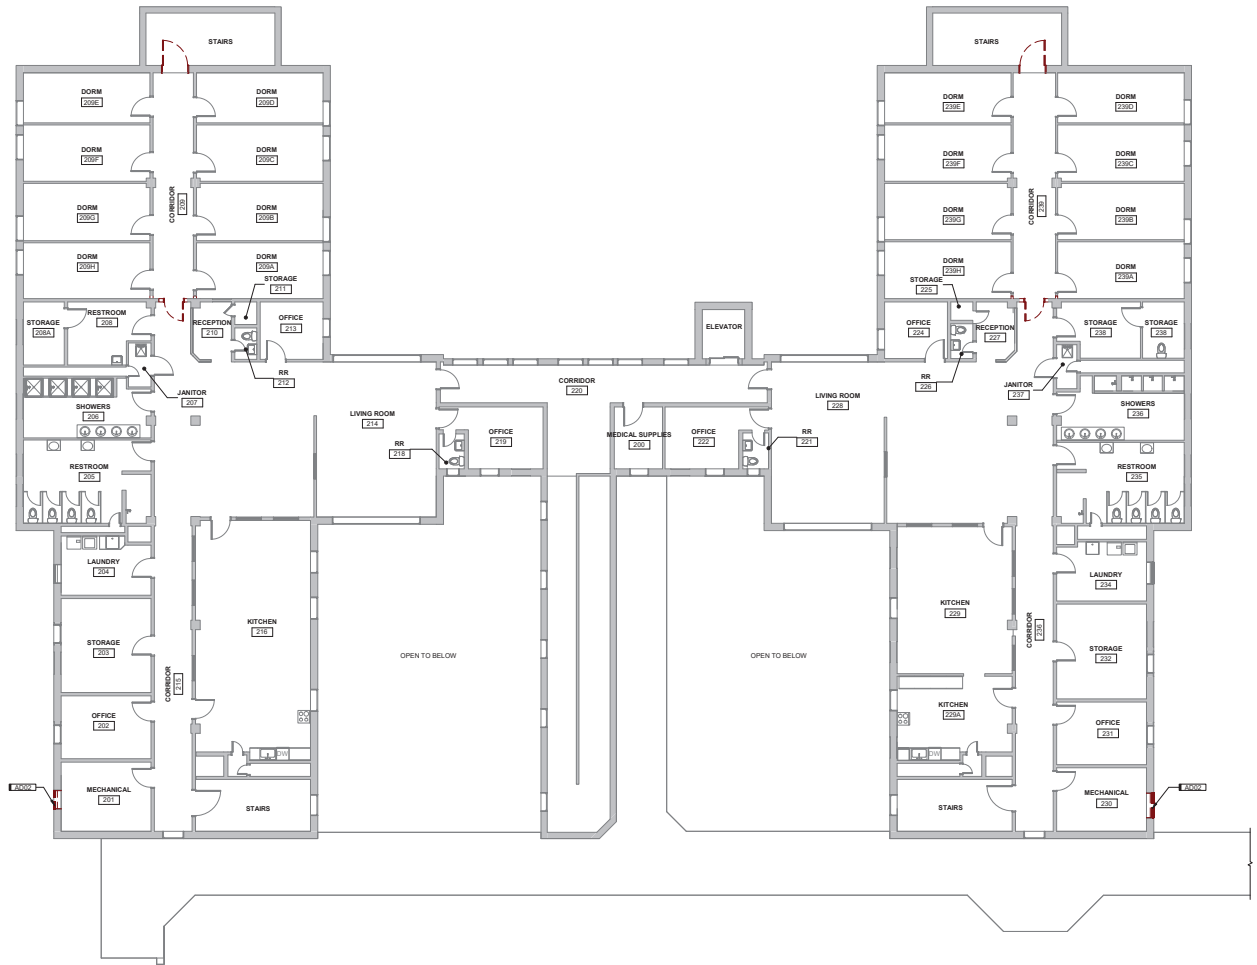 STAIRS
STAIRS
DORM
209E
DORM
209D
DORM
239E
DORM
239D
DORM
209F
DORM
209C
DORM
239F
DORM
239C
CORRIDOR
209
CORRIDOR
239
DORM
209G
DORM
209B
DORM
239G
DORM
239B
DORM
209H
DORM
209A
DORM
239H
DORM
239A
STORAGE
211
STORAGE
225
RESTROOM
208
STORAGE
208A
RECEPTION
210
OFFICE
213
ELEVATOR
OFFICE
224
RECEPTION
227
STORAGE
238
STORAGE
238
RR
212
CORRIDOR
220
RR
226
JANITOR
207
JANITOR
237
SHOWERS
206
LIVING ROOM
214
LIVING ROOM
228
SHOWERS
236
RR
218
OFFICE
219
MEDICAL SUPPLIES
200
OFFICE
222
RR
221
RESTROOM
205
RESTROOM
235
LAUNDRY
204
LAUNDRY
234
KITCHEN
216
KITCHEN
229
STORAGE
203
STORAGE
232
CORRIDOR
215
CORRIDOR
236
OPEN TO BELOW
OPEN TO BELOW
OFFICE
202
KITCHEN
229A
OFFICE
231
DW
DW
AD02
MECHANICAL
201
STAIRS
STAIRS
MECHANICAL
230
AD02